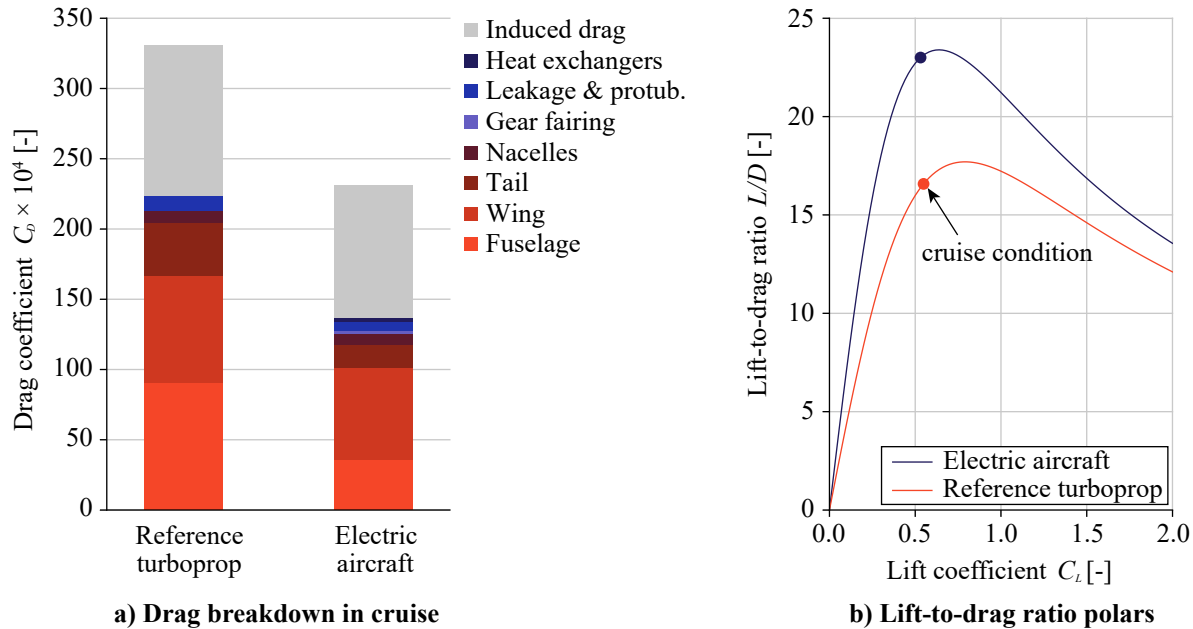 350
300
250
200
150
100
50
0
Drag coefficient C_D × 10⁴ [-]
Reference
turboprop
Electric
aircraft
Induced drag
Heat exchangers
Leakage & protub.
Gear fairing
Nacelles
Tail
Wing
Fuselage
a) Drag breakdown in cruise
25
20
15
10
5
0
Lift-to-drag ratio L/D [-]
cruise condition
Electric aircraft
Reference turboprop
0.0 0.5 1.0 1.5 2.0
Lift coefficient C_L [-]
b) Lift-to-drag ratio polars